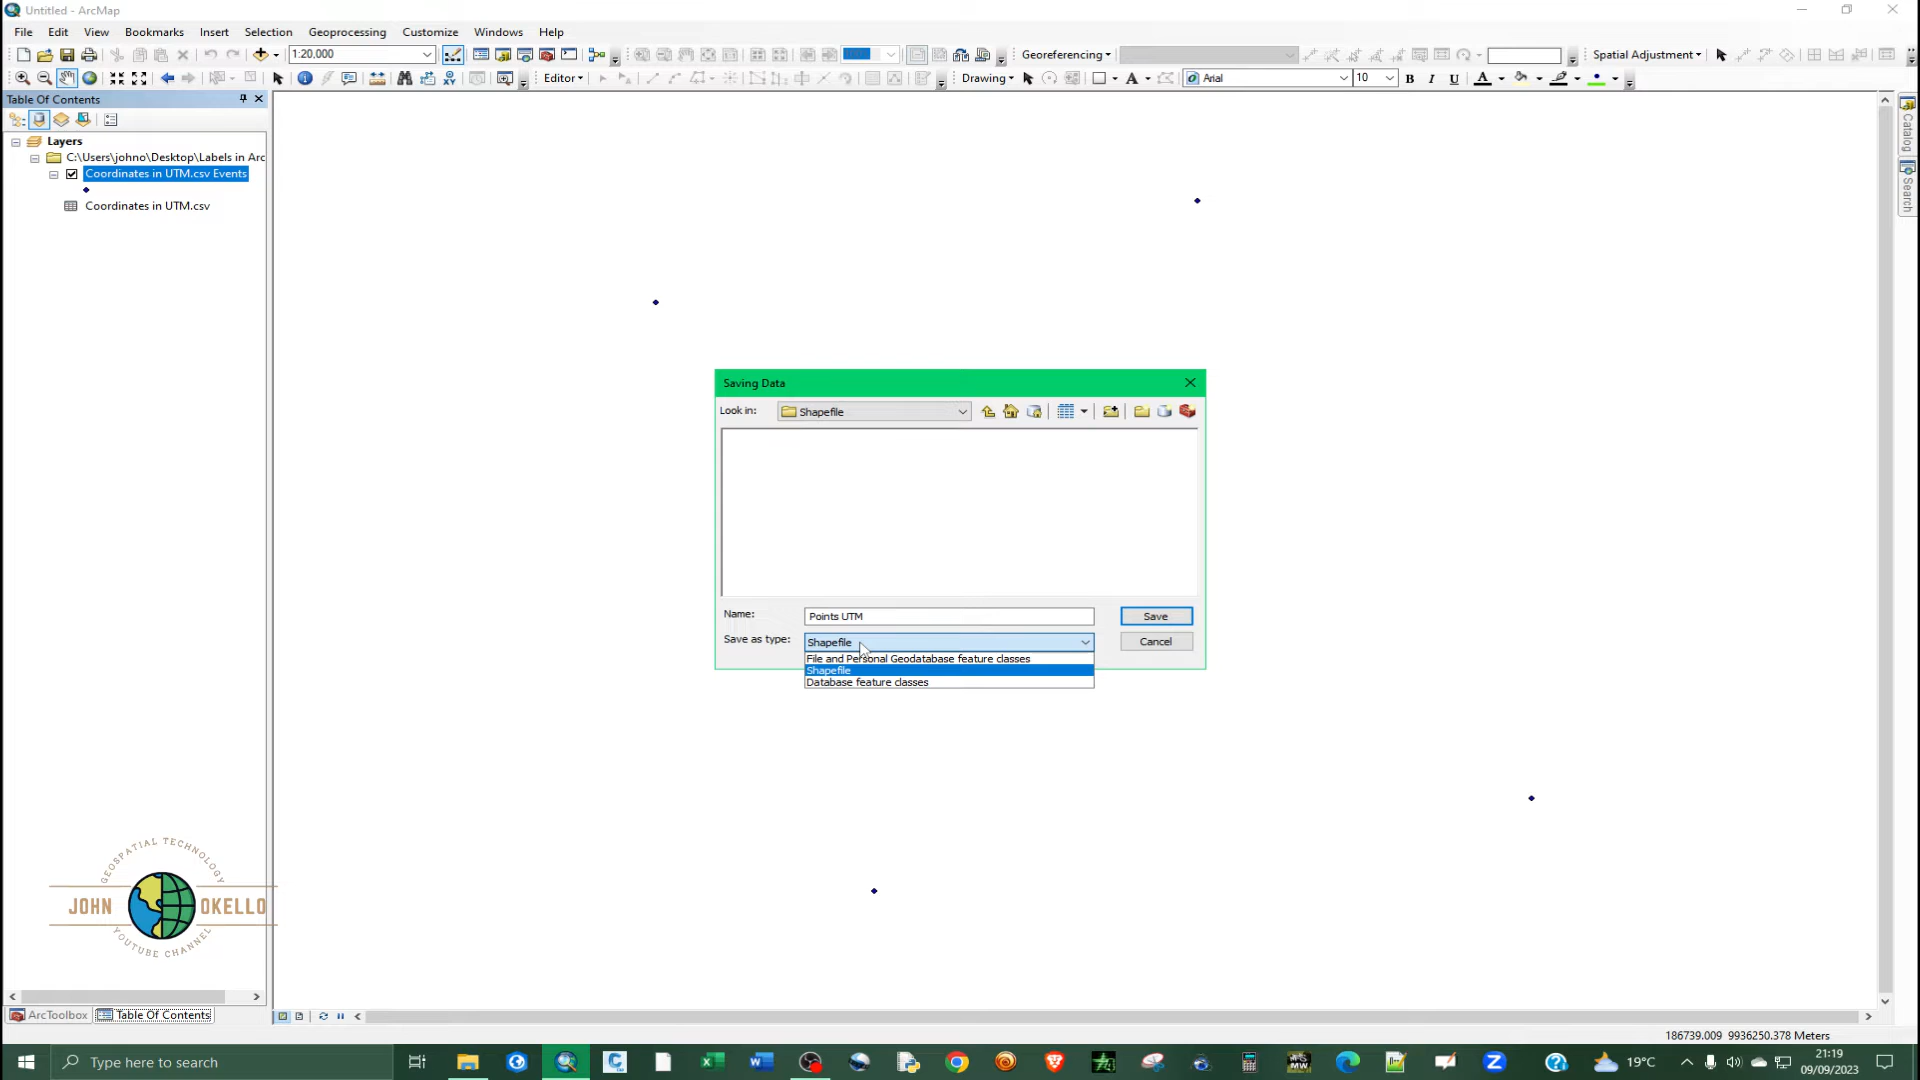 Untitled - ArcMap
File Edit View Bookmarks Insert Selection Geoprocessing Customize Windows Help
1:20,000 Georeferencing Spatial Adjustment
Editor Drawing Arial 10 B I U A
Table Of Contents
Layers
C:\Users\johno\Desktop\Labels in Arc
Coordinates in UTM.csv Events
Coordinates in UTM.csv
Catalog
Search
Saving Data
Look in: Shapefile
Name: Points UTM Save
Save as type: Shapefile Cancel
File and Personal Geodatabase feature classes
Shapefile
Database feature classes
GEOSPATIAL TECHNOLOGY
JOHN OKELLO
YOUTUBE CHANNEL
ArcToolbox Table Of Contents
186739.009 9936250.378 Meters
Type here to search
19°C
21:19
09/09/2023